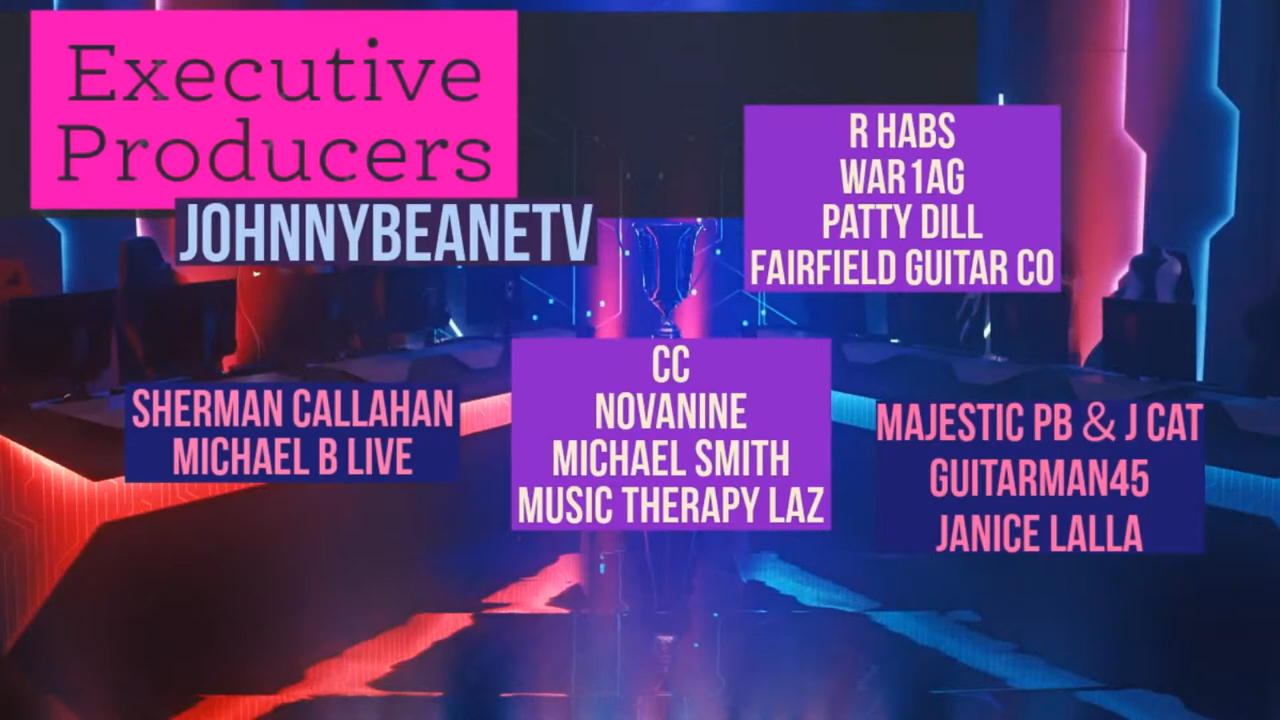 Executive
Producers
JOHNNYBEANETV
R HABS
WAR1AG
PATTY DILL
FAIRFIELD GUITAR CO
SHERMAN CALLAHAN
MICHAEL B LIVE
CC
NOVANINE
MICHAEL SMITH
MUSIC THERAPY LAZ
MAJESTIC PB & J CAT
GUITARMAN45
JANICE LALLA